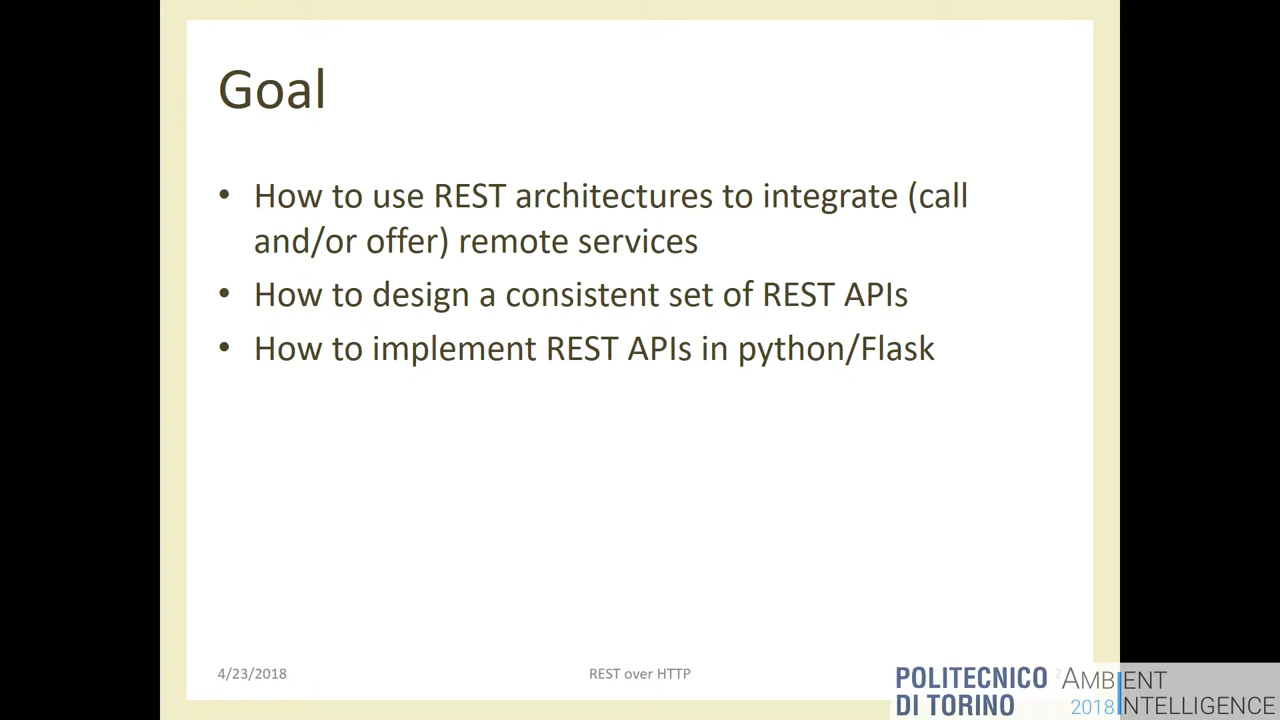 Goal
• How to use REST architectures to integrate (call
and/or offer) remote services
• How to design a consistent set of REST APIs
• How to implement REST APIs in python/Flask
4/23/2018
REST over HTTP
2
POLITECNICO
DI TORINO
AMBIENT
2018 INTELLIGENCE